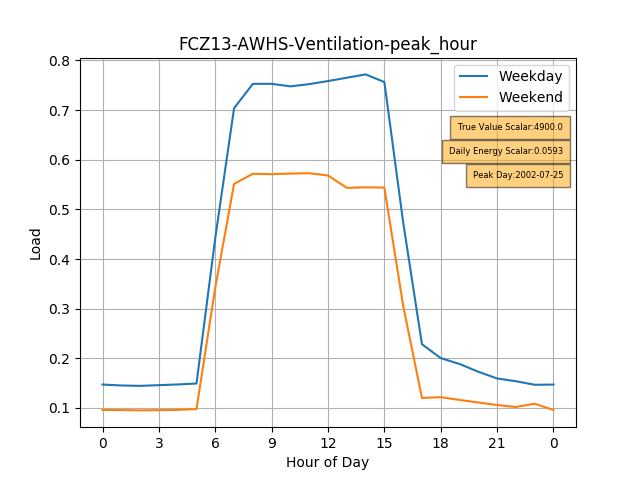 FCZ13-AWHS-Ventilation-peak_hour
0.8
0.7
0.6
0.5
0.4
0.3
0.2
0.1
Load
Weekday
Weekend
True Value Scalar:4900.0
Daily Energy Scalar:0.0593
Peak Day:2002-07-25
0 3 6 9 12 15 18 21 0
Hour of Day